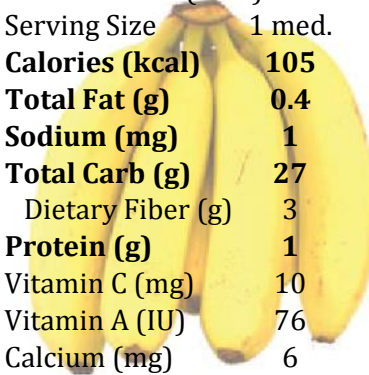 Serving Size 1 med.
Calories (kcal) 105
Total Fat (g) 0.4
Sodium (mg) 1
Total Carb (g) 27
Dietary Fiber (g) 3
Protein (g) 1
Vitamin C (mg) 10
Vitamin A (IU) 76
Calcium (mg) 6